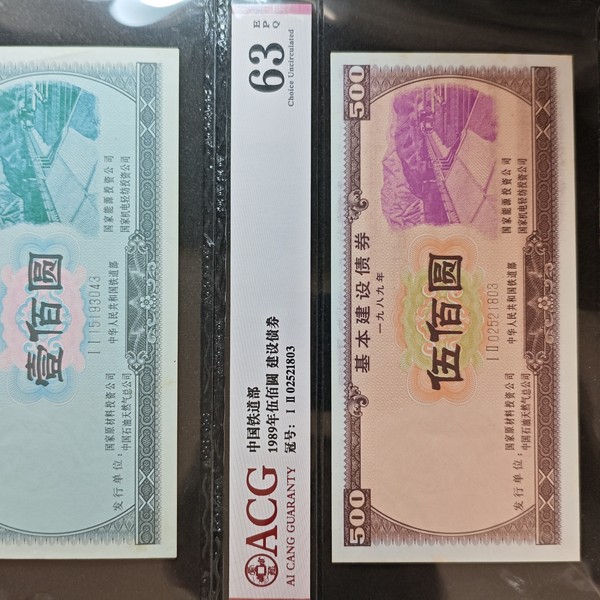 壹佰圆
I I 15193043
发行单位：
国家原材料投资公司
中国石油天然气总公司
中华人民共和国铁道部
国家能源投资公司
国家机电轻纺投资公司
ACG
AI CANG GUARANTY
中国铁道部
1989年伍佰圆 建设债券
冠号: I II 02521803
63
EPQ
Choice Uncirculated
500
500
基本建设债券
一九八九年
伍佰圆
I II 02521803
发行单位：
国家原材料投资公司
中国石油天然气总公司
中华人民共和国铁道部
国家能源投资公司
国家机电轻纺投资公司